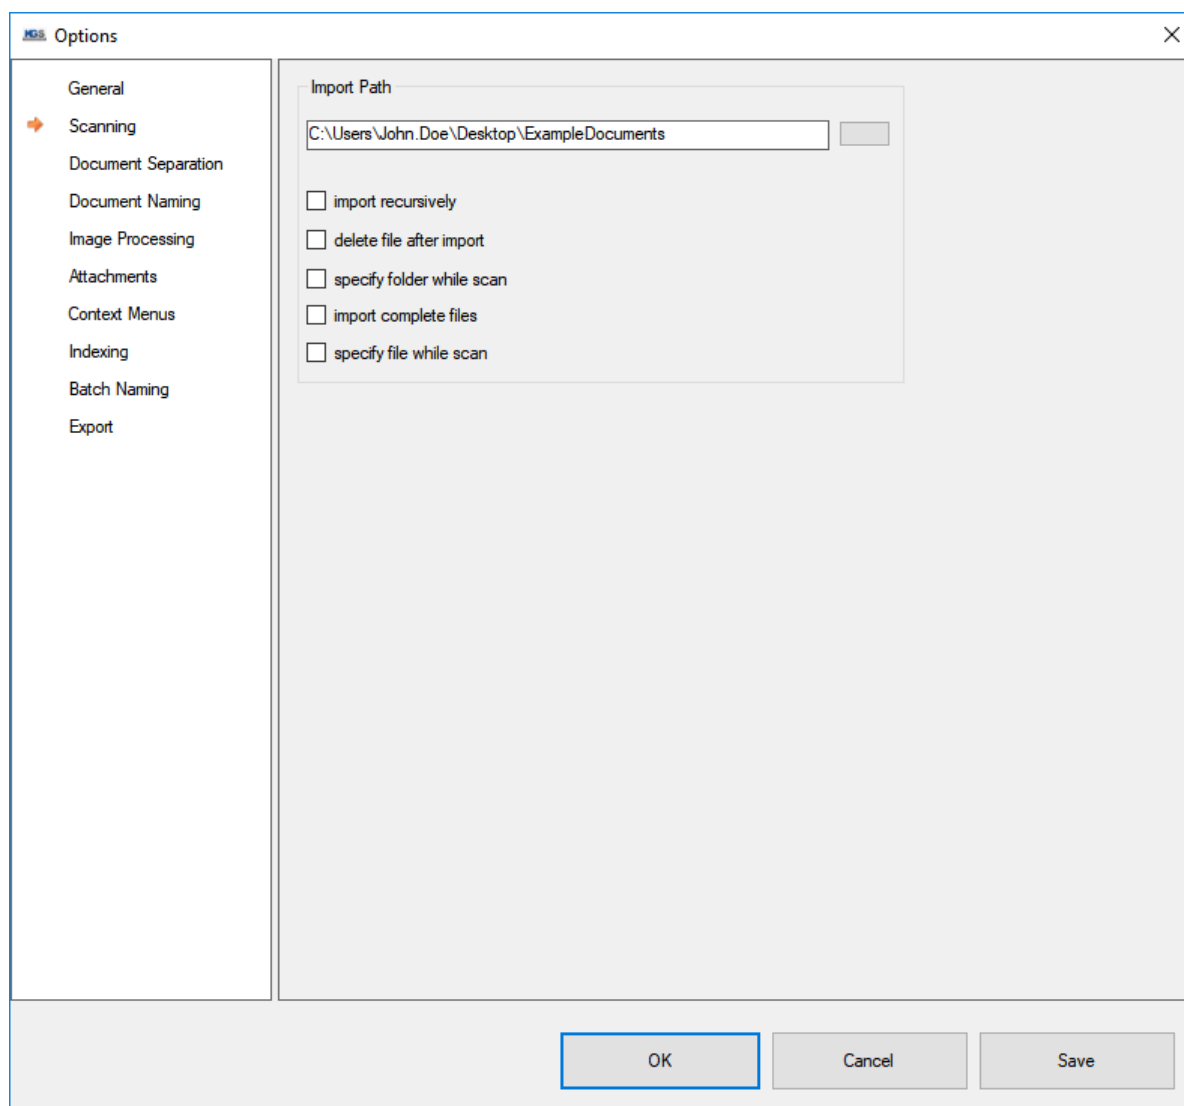 HGS Options
General
Scanning
Document Separation
Document Naming
Image Processing
Attachments
Context Menus
Indexing
Batch Naming
Export
Import Path
C:\Users\John.Doe\Desktop\ExampleDocuments
import recursively
delete file after import
specify folder while scan
import complete files
specify file while scan
OK Cancel Save